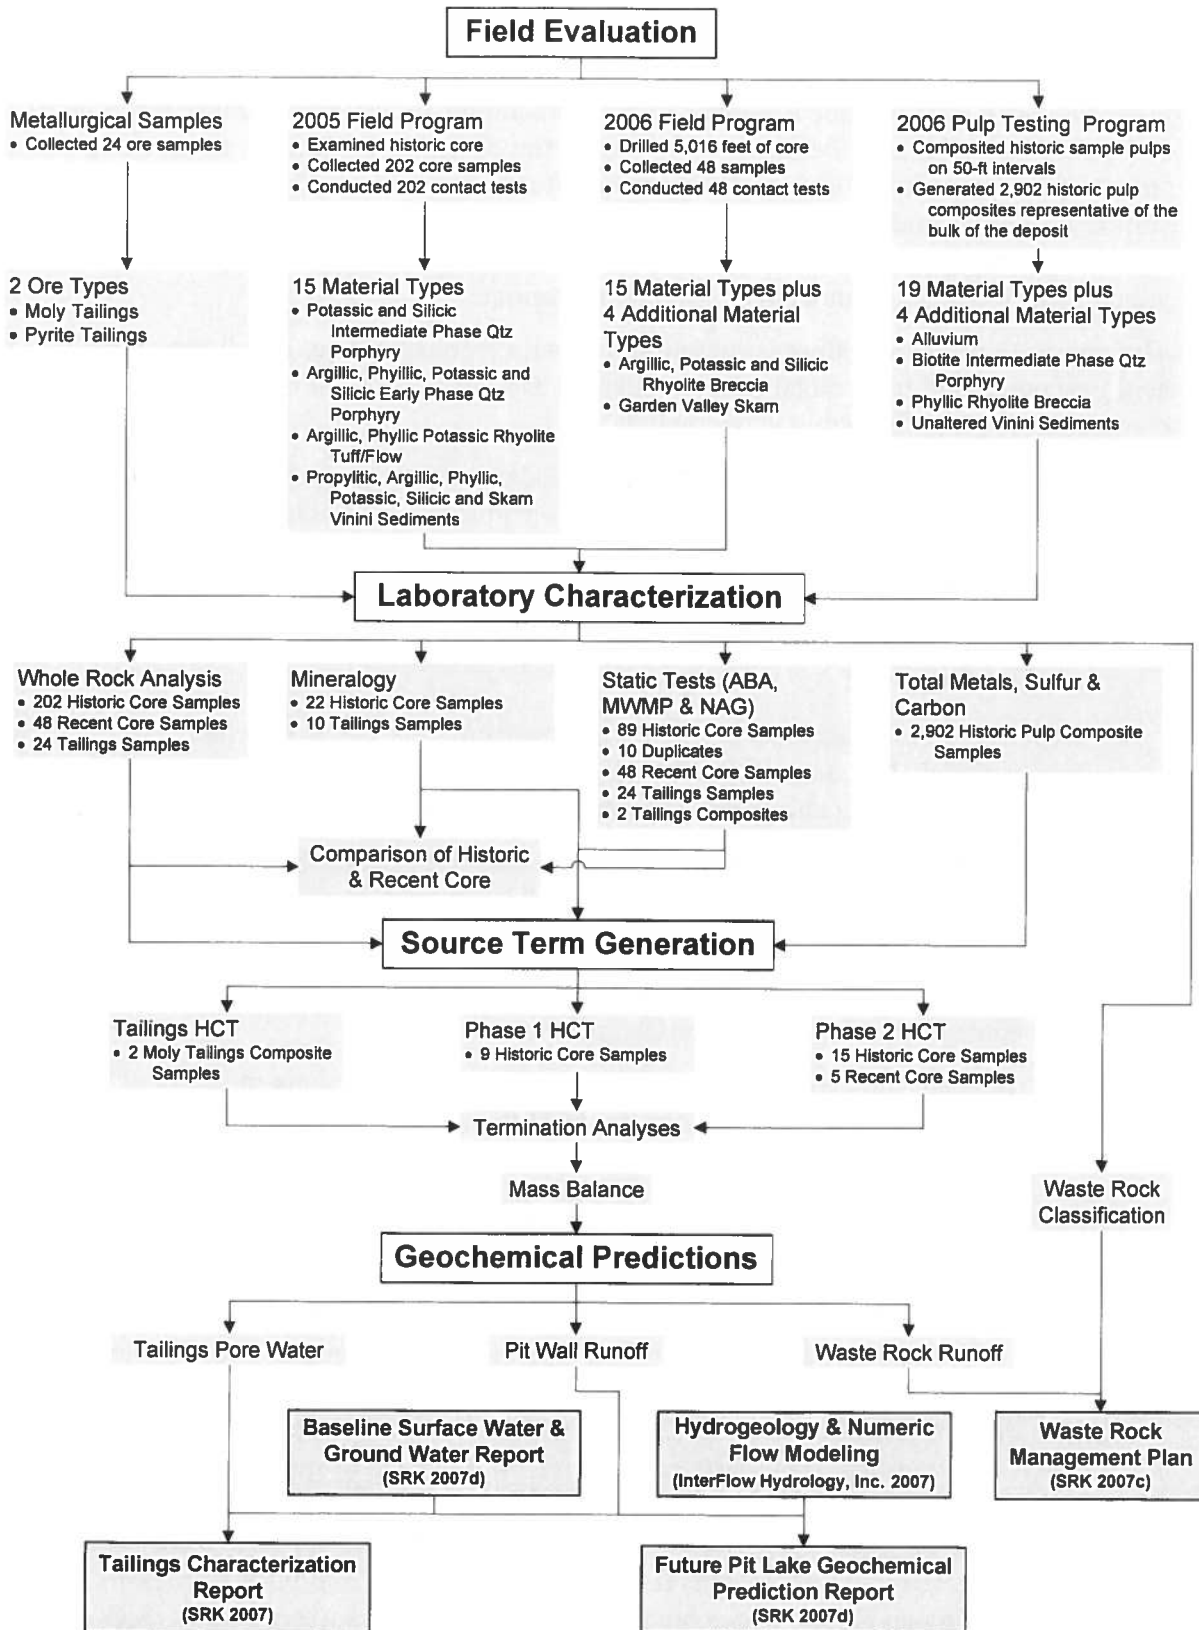 Field Evaluation
Metallurgical Samples
• Collected 24 ore samples
2005 Field Program
• Examined historic core
• Collected 202 core samples
• Conducted 202 contact tests
2006 Field Program
• Drilled 5,016 feet of core
• Collected 48 samples
• Conducted 48 contact tests
2006 Pulp Testing Program
• Composited historic sample pulps
on 50-ft intervals
• Generated 2,902 historic pulp
composites representative of the
bulk of the deposit
2 Ore Types
• Moly Tailings
• Pyrite Tailings
15 Material Types
• Potassic and Silicic
Intermediate Phase Qtz
Porphyry
• Argillic, Phyillic, Potassic and
Silicic Early Phase Qtz
Porphyry
• Argillic, Phyllic Potassic Rhyolite
Tuff/Flow
• Propylitic, Argillic, Phyllic,
Potassic, Silicic and Skarn
Vinini Sediments
15 Material Types plus
4 Additional Material
Types
• Argillic, Potassic and Silicic
Rhyolite Breccia
• Garden Valley Skarn
19 Material Types plus
4 Additional Material Types
• Alluvium
• Biotite Intermediate Phase Qtz
Porphyry
• Phyllic Rhyolite Breccia
• Unaltered Vinini Sediments
Laboratory Characterization
Whole Rock Analysis
• 202 Historic Core Samples
• 48 Recent Core Samples
• 24 Tailings Samples
Mineralogy
• 22 Historic Core Samples
• 10 Tailings Samples
Static Tests (ABA,
MWMP & NAG)
• 89 Historic Core Samples
• 10 Duplicates
• 48 Recent Core Samples
• 24 Tailings Samples
• 2 Tailings Composites
Total Metals, Sulfur &
Carbon
• 2,902 Historic Pulp Composite
Samples
Comparison of Historic
& Recent Core
Source Term Generation
Tailings HCT
• 2 Moly Tailings Composite
Samples
Phase 1 HCT
• 9 Historic Core Samples
Phase 2 HCT
• 15 Historic Core Samples
• 5 Recent Core Samples
Termination Analyses
Mass Balance
Waste Rock
Classification
Geochemical Predictions
Tailings Pore Water
Pit Wall Runoff
Waste Rock Runoff
Baseline Surface Water &
Ground Water Report
(SRK 2007d)
Hydrogeology & Numeric
Flow Modeling
(InterFlow Hydrology, Inc. 2007)
Waste Rock
Management Plan
(SRK 2007c)
Tailings Characterization
Report
(SRK 2007)
Future Pit Lake Geochemical
Prediction Report
(SRK 2007d)